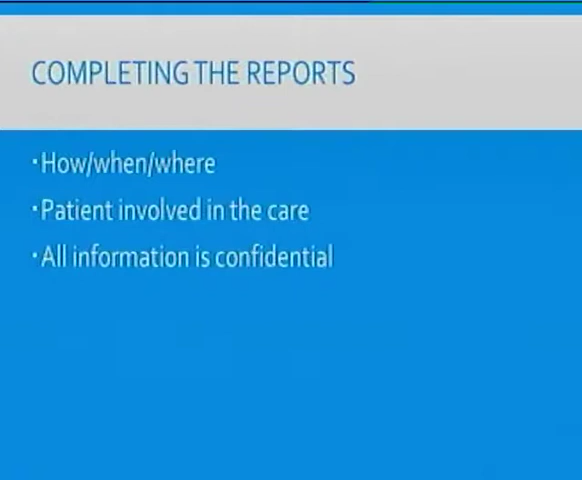 COMPLETING THE REPORTS
· How/when/where
· Patient involved in the care
· All information is confidential